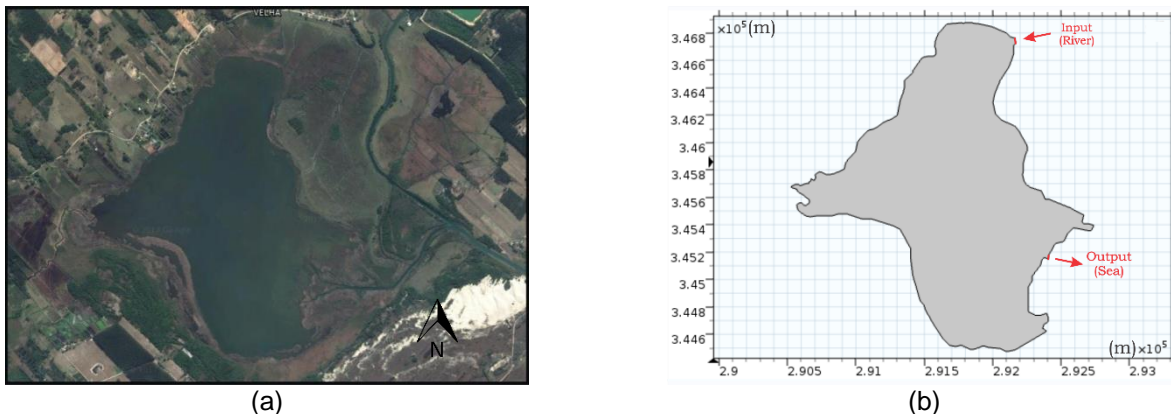 VELHA
N
(a)
×10⁵(m)
3.468
3.466
3.464
3.462
3.46
3.458
3.456
3.454
3.452
3.45
3.448
3.446
Input
(River)
Output
(Sea)
(m)×10⁵
2.9
2.905
2.91
2.915
2.92
2.925
2.93
(b)